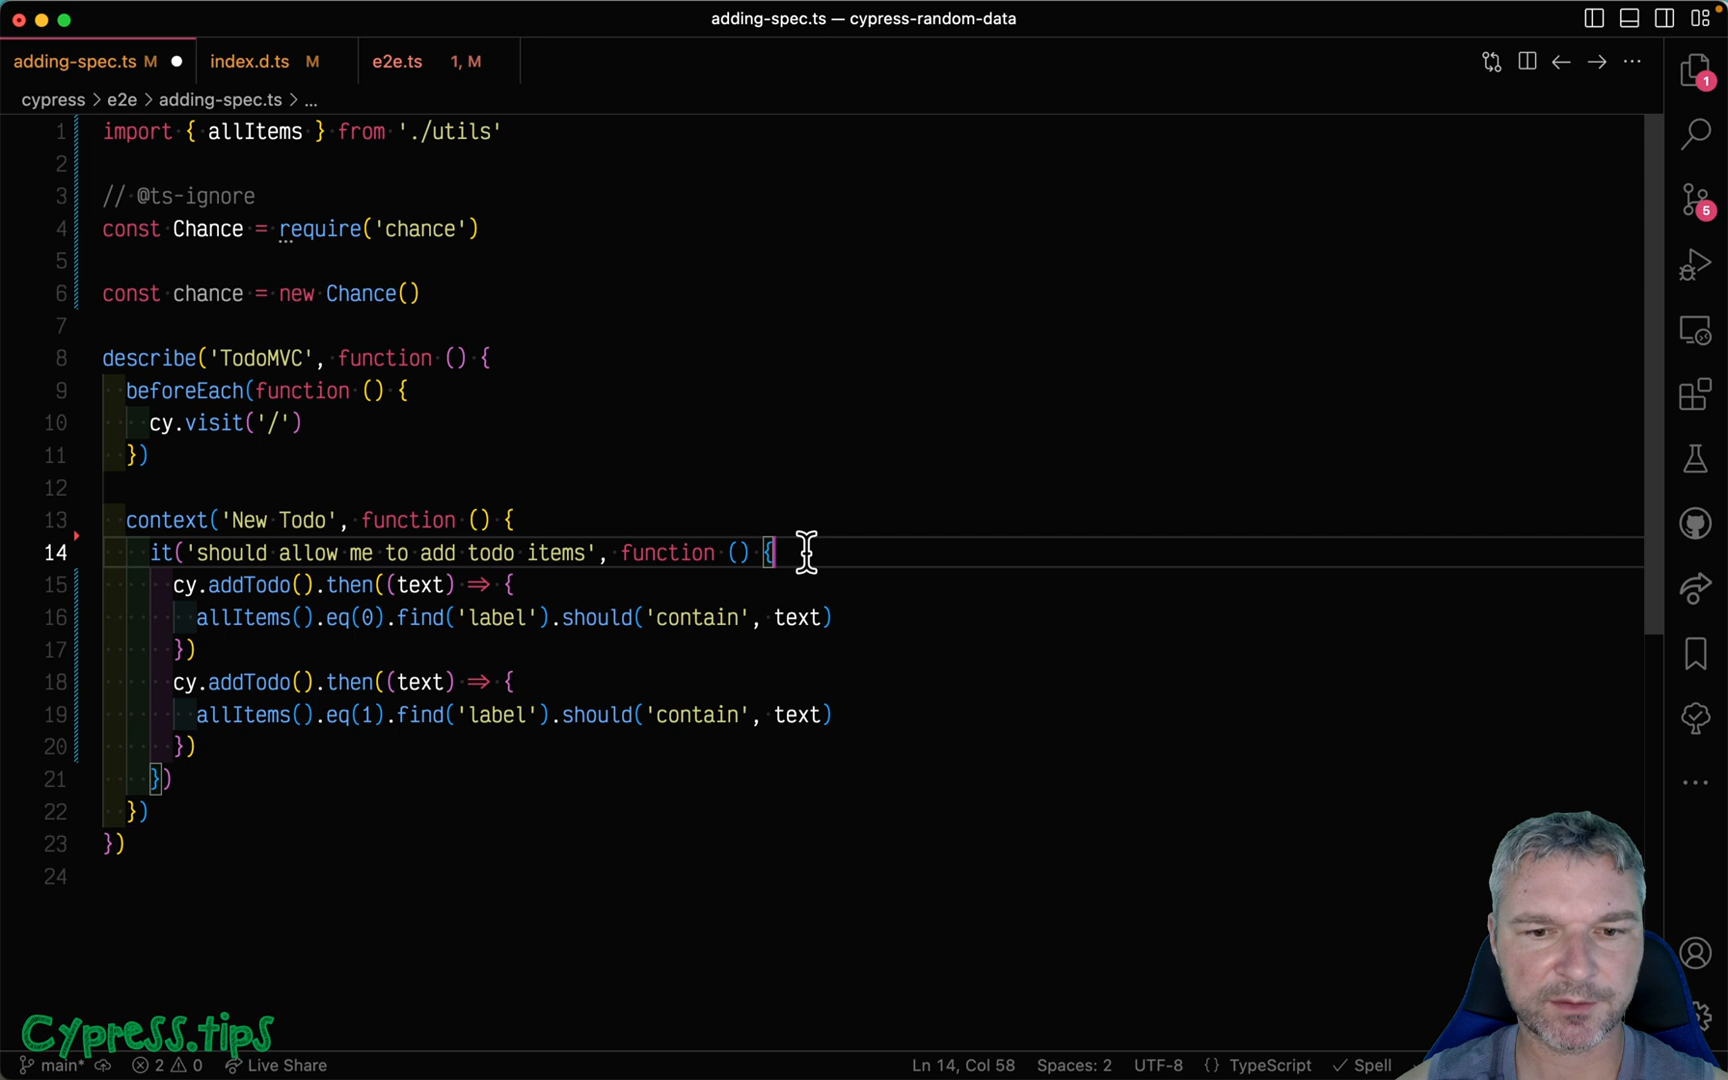 adding-spec.ts — cypress-random-data
adding-spec.ts M
index.d.ts M
e2e.ts 1, M
cypress > e2e > adding-spec.ts > ...
1 import { allItems } from './utils'
2
3 // @ts-ignore
4 const Chance = require('chance')
5
6 const chance = new Chance()
7
8 describe('TodoMVC', function () {
9 beforeEach(function () {
10 cy.visit('/')
11 })
12
13 context('New Todo', function () {
14 it('should allow me to add todo items', function () {
15 cy.addTodo().then((text) => {
16 allItems().eq(0).find('label').should('contain', text)
17 })
18 cy.addTodo().then((text) => {
19 allItems().eq(1).find('label').should('contain', text)
20 })
21 })
22 })
23 })
24
1
5
Cypress.tips
main* 2 0 Live Share
Ln 14, Col 58 Spaces: 2 UTF-8 {} TypeScript Spell